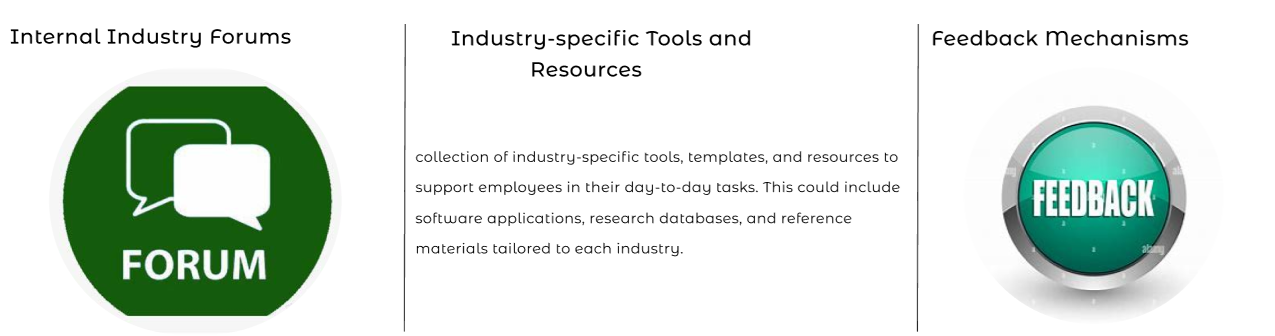 Internal Industry Forums
FORUM
Industry-specific Tools and
Resources
collection of industry-specific tools, templates, and resources to
support employees in their day-to-day tasks. This could include
software applications, research databases, and reference
materials tailored to each industry.
Feedback Mechanisms
FEEDBACK
alamy